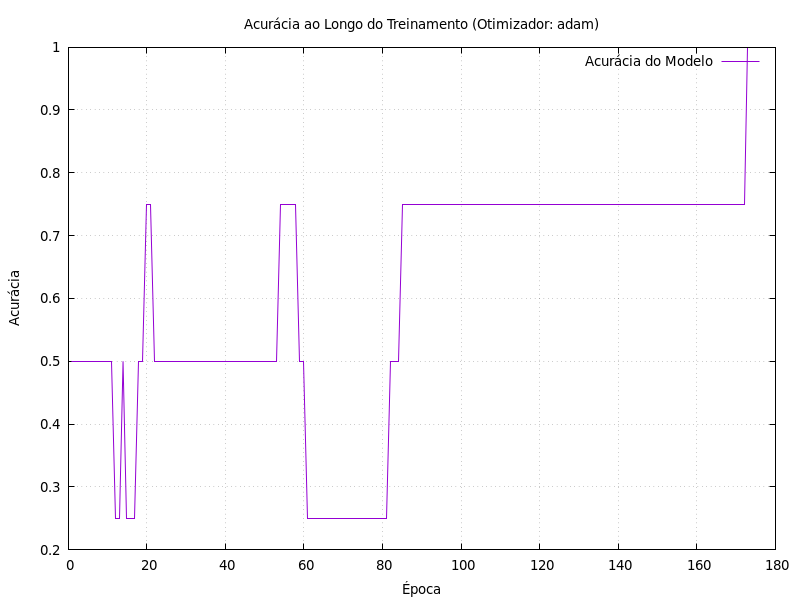 Acurácia ao Longo do Treinamento (Otimizador: adam)
Acurácia do Modelo
1
0.9
0.8
0.7
0.6
0.5
0.4
0.3
0.2
Acurácia
0 20 40 60 80 100 120 140 160 180
Época